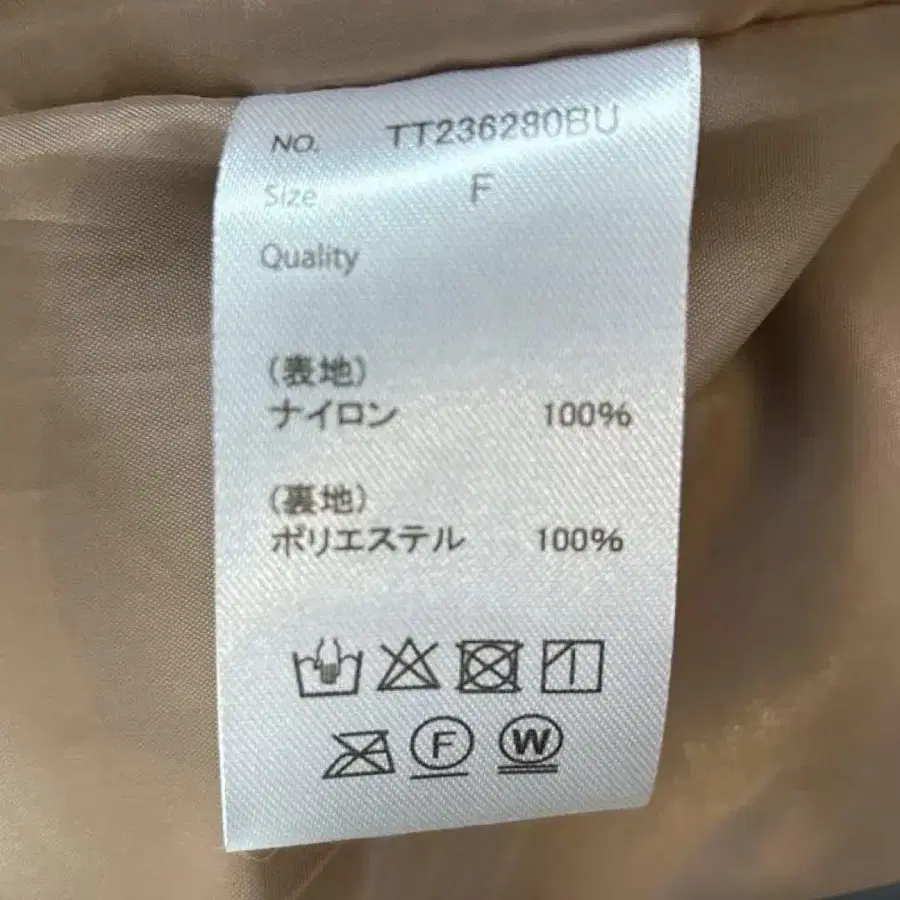 NO. TT236280BU
Size F
Quality
(表地)
ナイロン 100%
(裏地)
ポリエステル 100%
F W